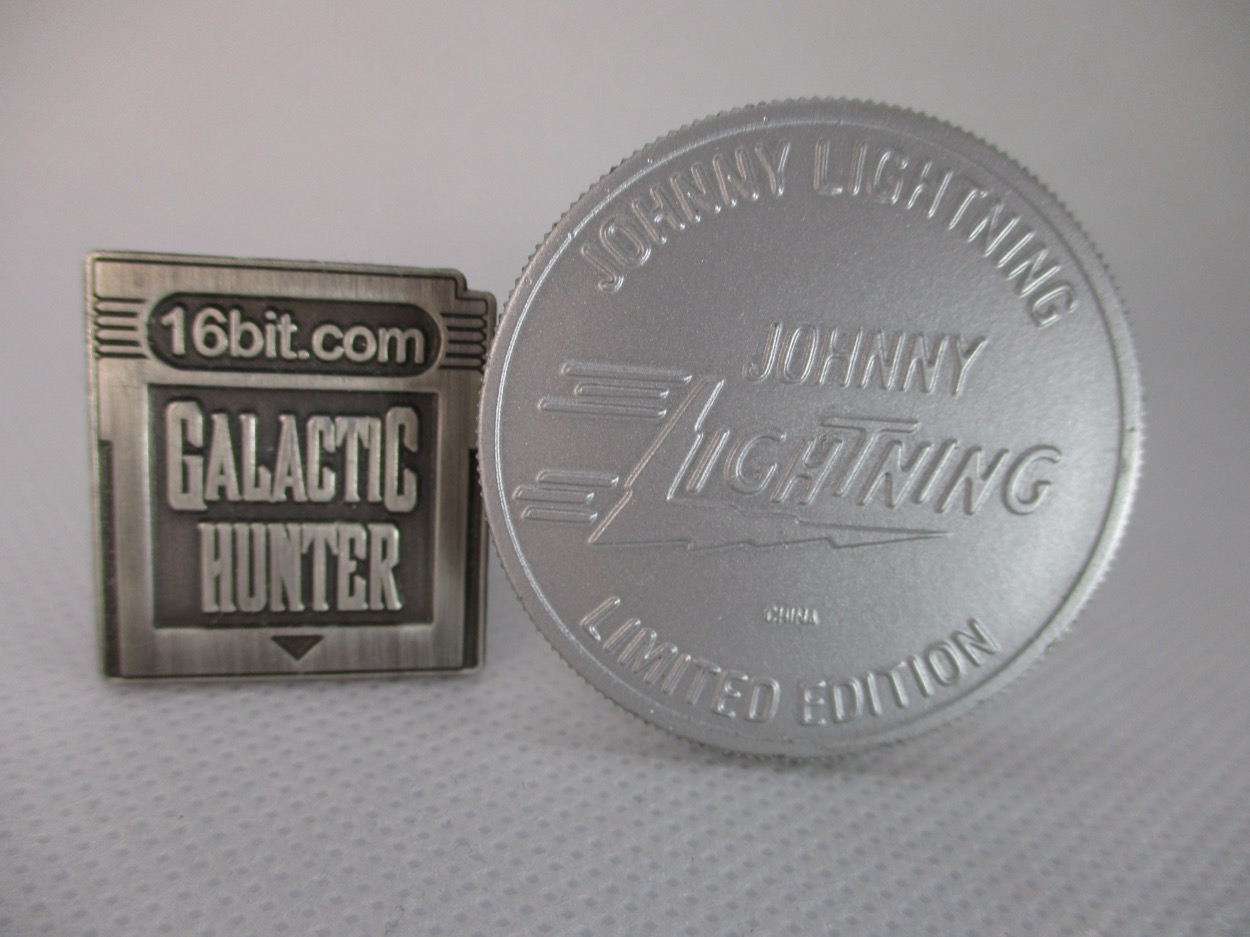 16bit.com
GALACTIC
HUNTER
JOHNNY LIGHTNING
JOHNNY
LIGHTNING
CHINA
LIMITED EDITION